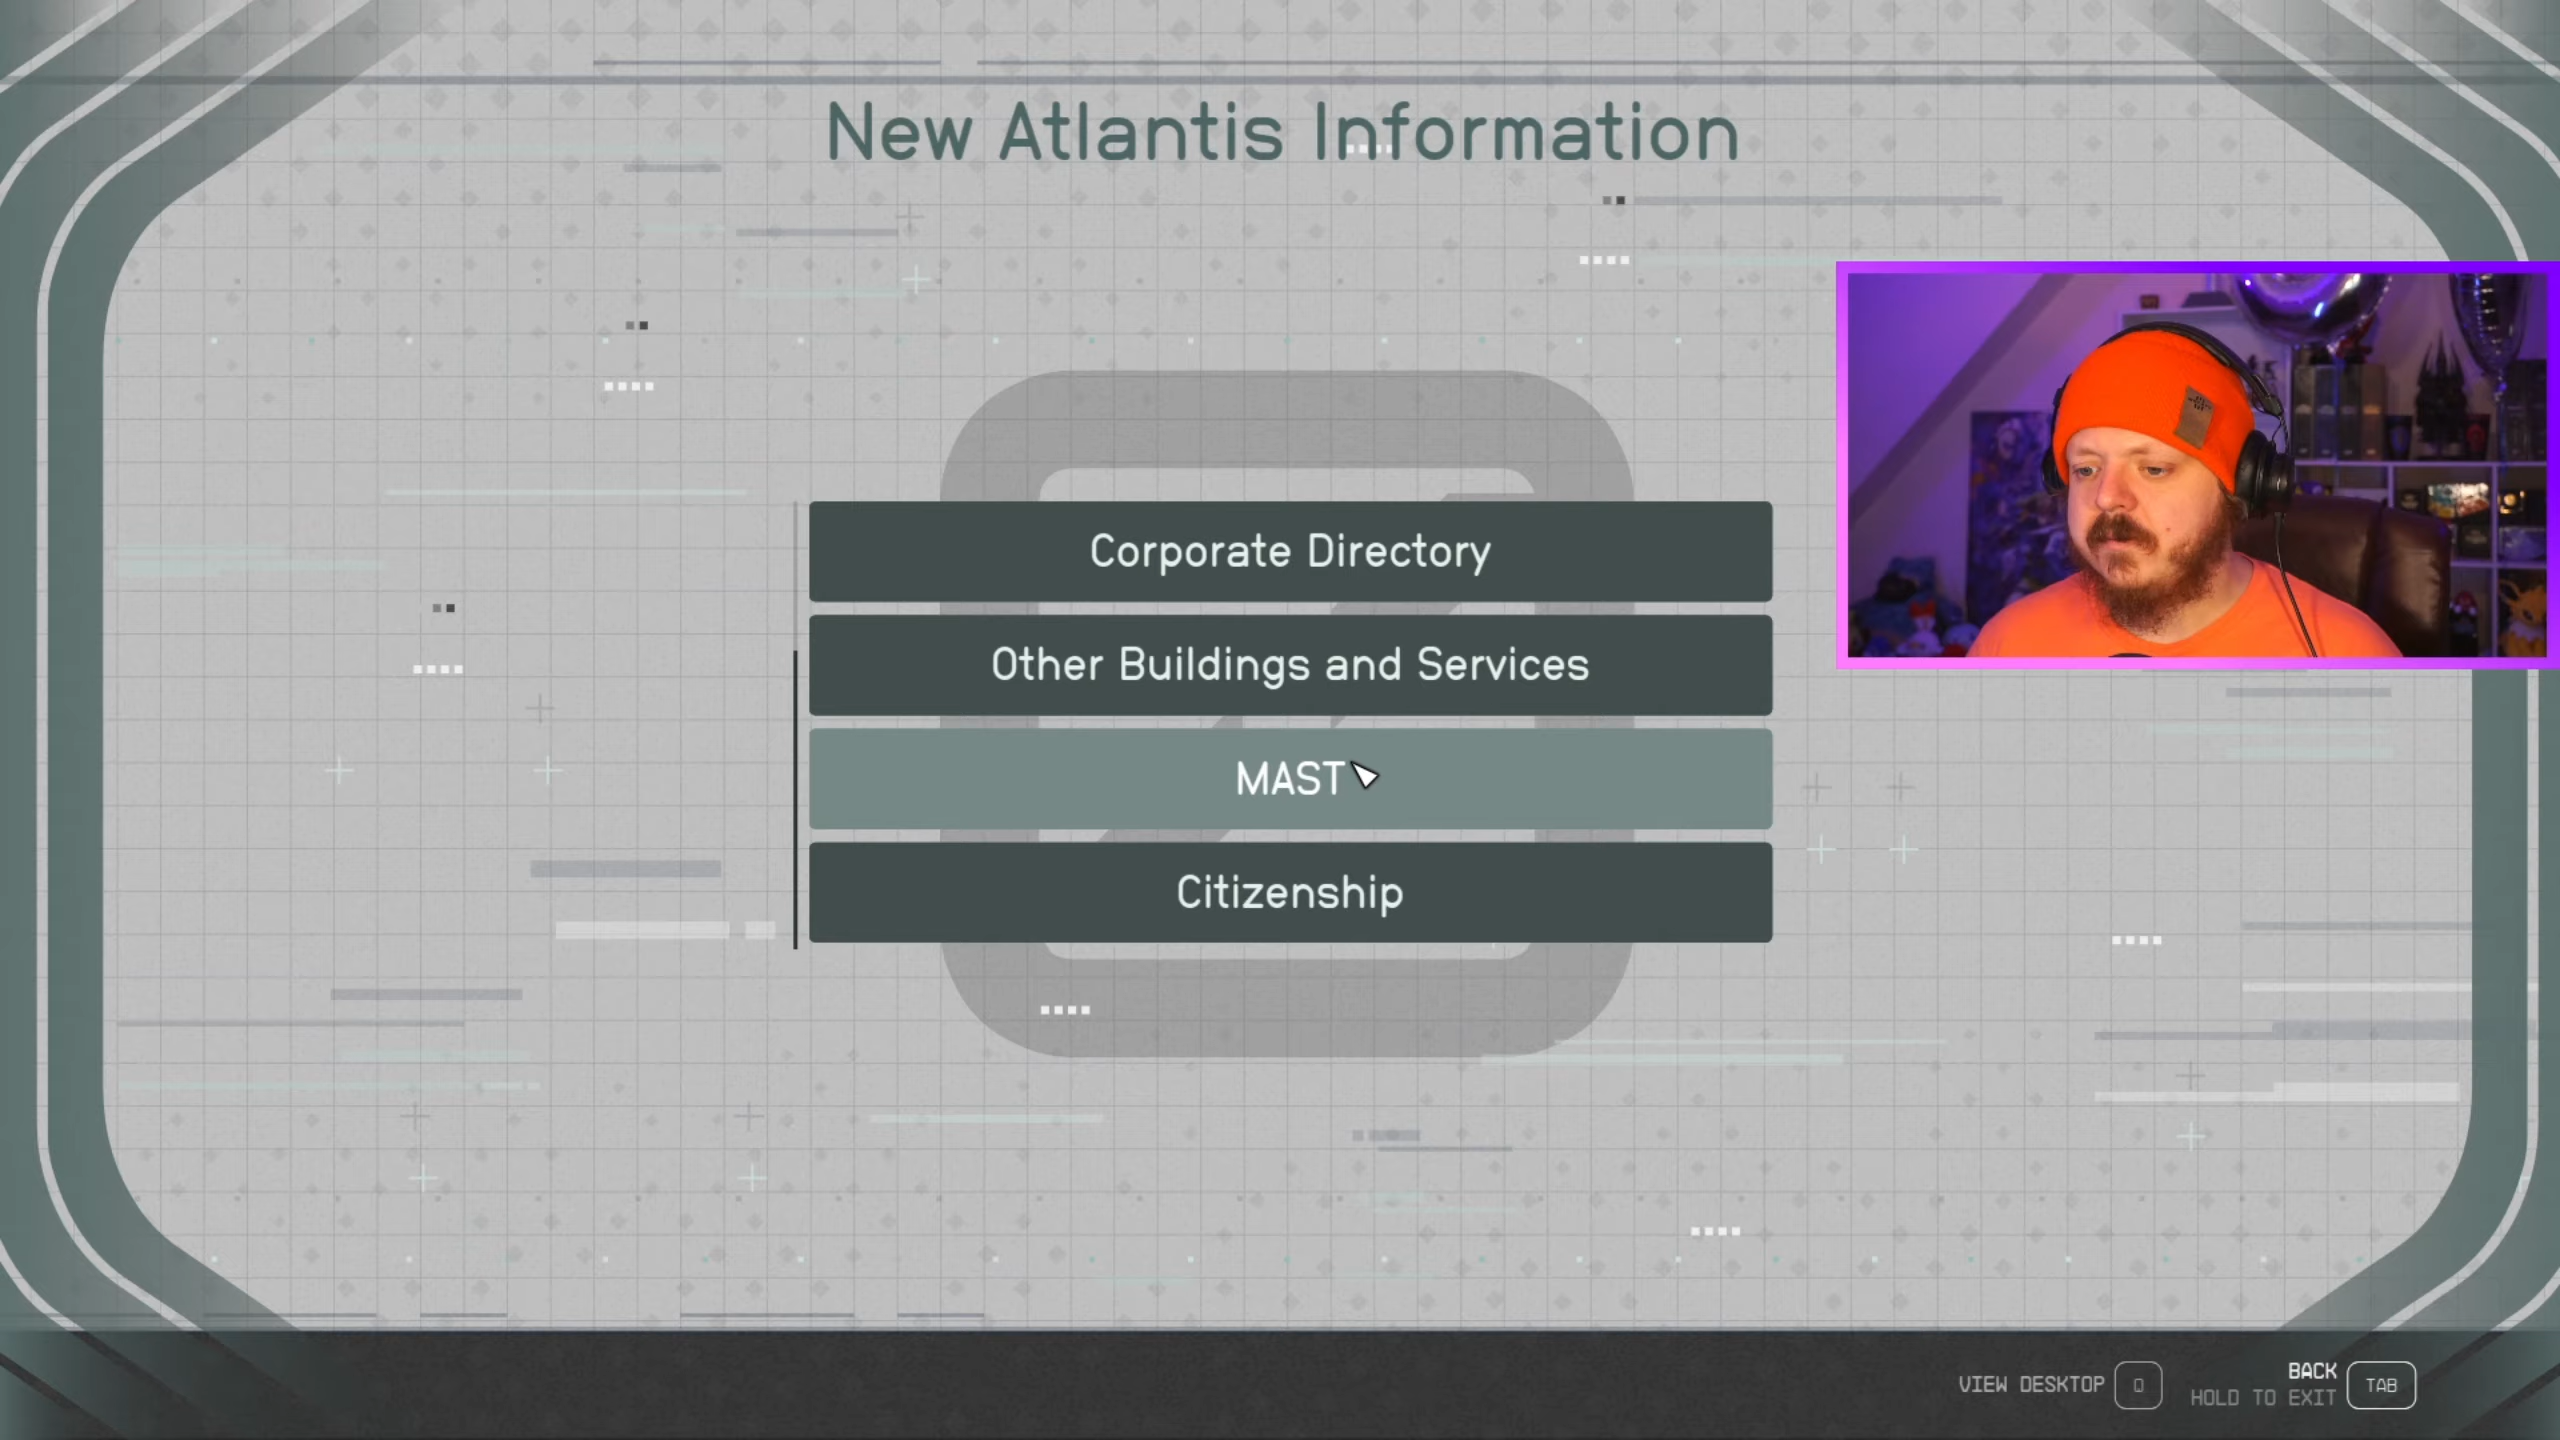 New Atlantis Information
Corporate Directory
Other Buildings and Services
MAST
Citizenship
VIEW DESKTOP Q
BACK
HOLD TO EXIT
TAB